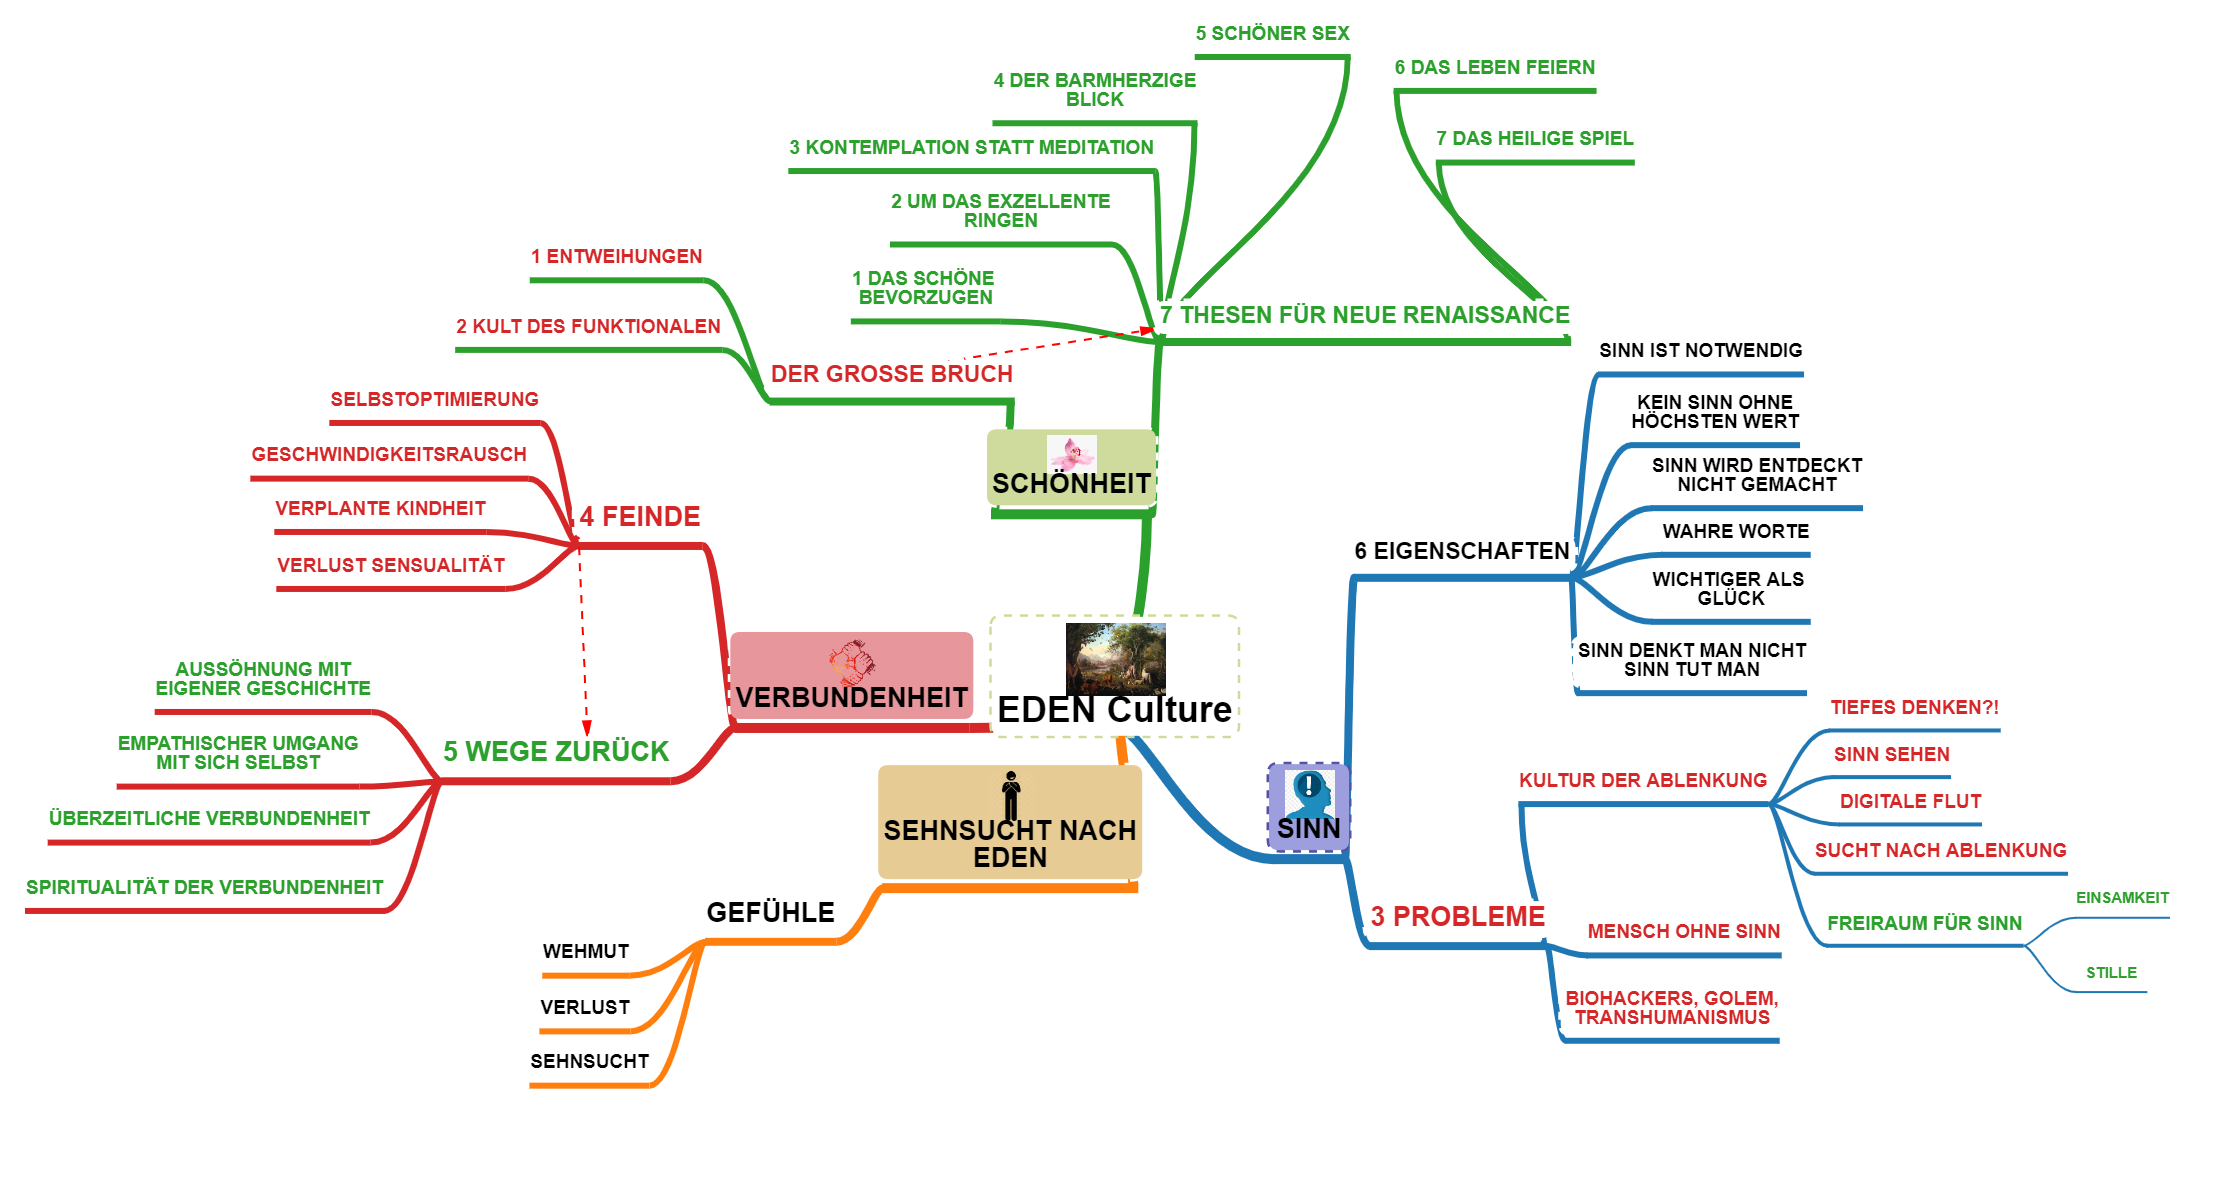 EDEN Culture
SCHÖNHEIT
DER GROSSE BRUCH
1 ENTWEIHUNGEN
2 KULT DES FUNKTIONALEN
7 THESEN FÜR NEUE RENAISSANCE
1 DAS SCHÖNE
BEVORZUGEN
2 UM DAS EXZELLENTE
RINGEN
3 KONTEMPLATION STATT MEDITATION
4 DER BARMHERZIGE
BLICK
5 SCHÖNER SEX
6 DAS LEBEN FEIERN
7 DAS HEILIGE SPIEL
VERBUNDENHEIT
4 FEINDE
SELBSTOPTIMIERUNG
GESCHWINDIGKEITSRAUSCH
VERPLANTE KINDHEIT
VERLUST SENSUALITÄT
5 WEGE ZURÜCK
AUSSÖHNUNG MIT
EIGENER GESCHICHTE
EMPATHISCHER UMGANG
MIT SICH SELBST
ÜBERZEITLICHE VERBUNDENHEIT
SPIRITUALITÄT DER VERBUNDENHEIT
SEHNSUCHT NACH
EDEN
GEFÜHLE
WEHMUT
VERLUST
SEHNSUCHT
SINN
6 EIGENSCHAFTEN
SINN IST NOTWENDIG
KEIN SINN OHNE
HÖCHSTEN WERT
SINN WIRD ENTDECKT
NICHT GEMACHT
WAHRE WORTE
WICHTIGER ALS
GLÜCK
SINN DENKT MAN NICHT
SINN TUT MAN
3 PROBLEME
KULTUR DER ABLENKUNG
TIEFES DENKEN?!
SINN SEHEN
DIGITALE FLUT
SUCHT NACH ABLENKUNG
FREIRAUM FÜR SINN
EINSAMKEIT
STILLE
MENSCH OHNE SINN
BIOHACKERS, GOLEM,
TRANSHUMANISMUS